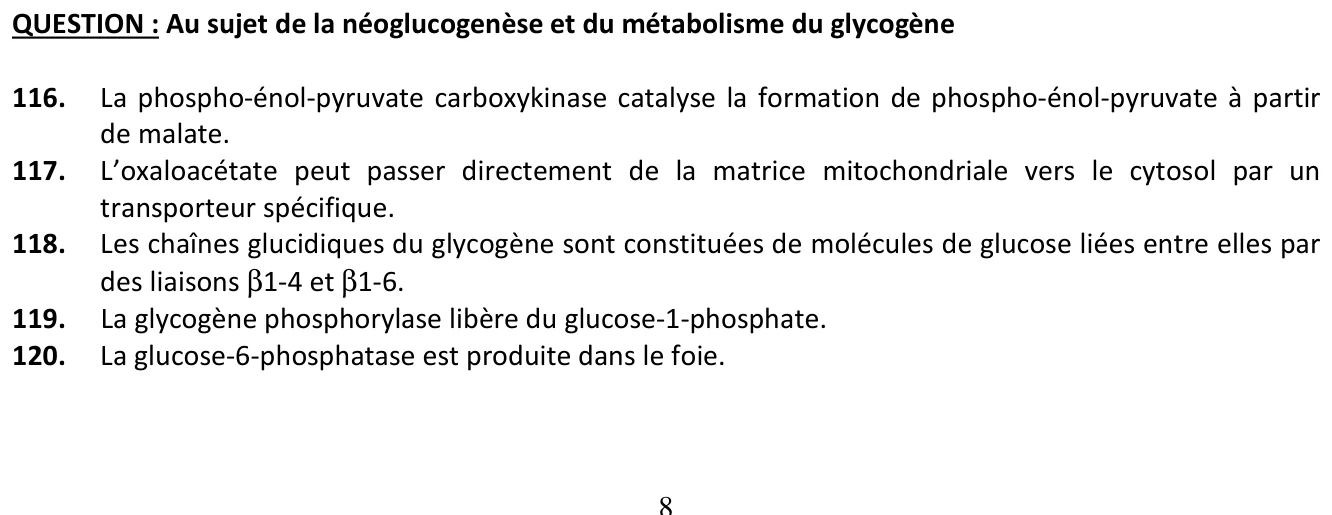 QUESTION : Au sujet de la néoglucogenèse et du métabolisme du glycogène
116. La phospho-énol-pyruvate carboxykinase catalyse la formation de phospho-énol-pyruvate à partir
de malate.
117. L’oxaloacétate peut passer directement de la matrice mitochondriale vers le cytosol par un
transporteur spécifique.
118. Les chaînes glucidiques du glycogène sont constituées de molécules de glucose liées entre elles par
des liaisons β1-4 et β1-6.
119. La glycogène phosphorylase libère du glucose-1-phosphate.
120. La glucose-6-phosphatase est produite dans le foie.
8